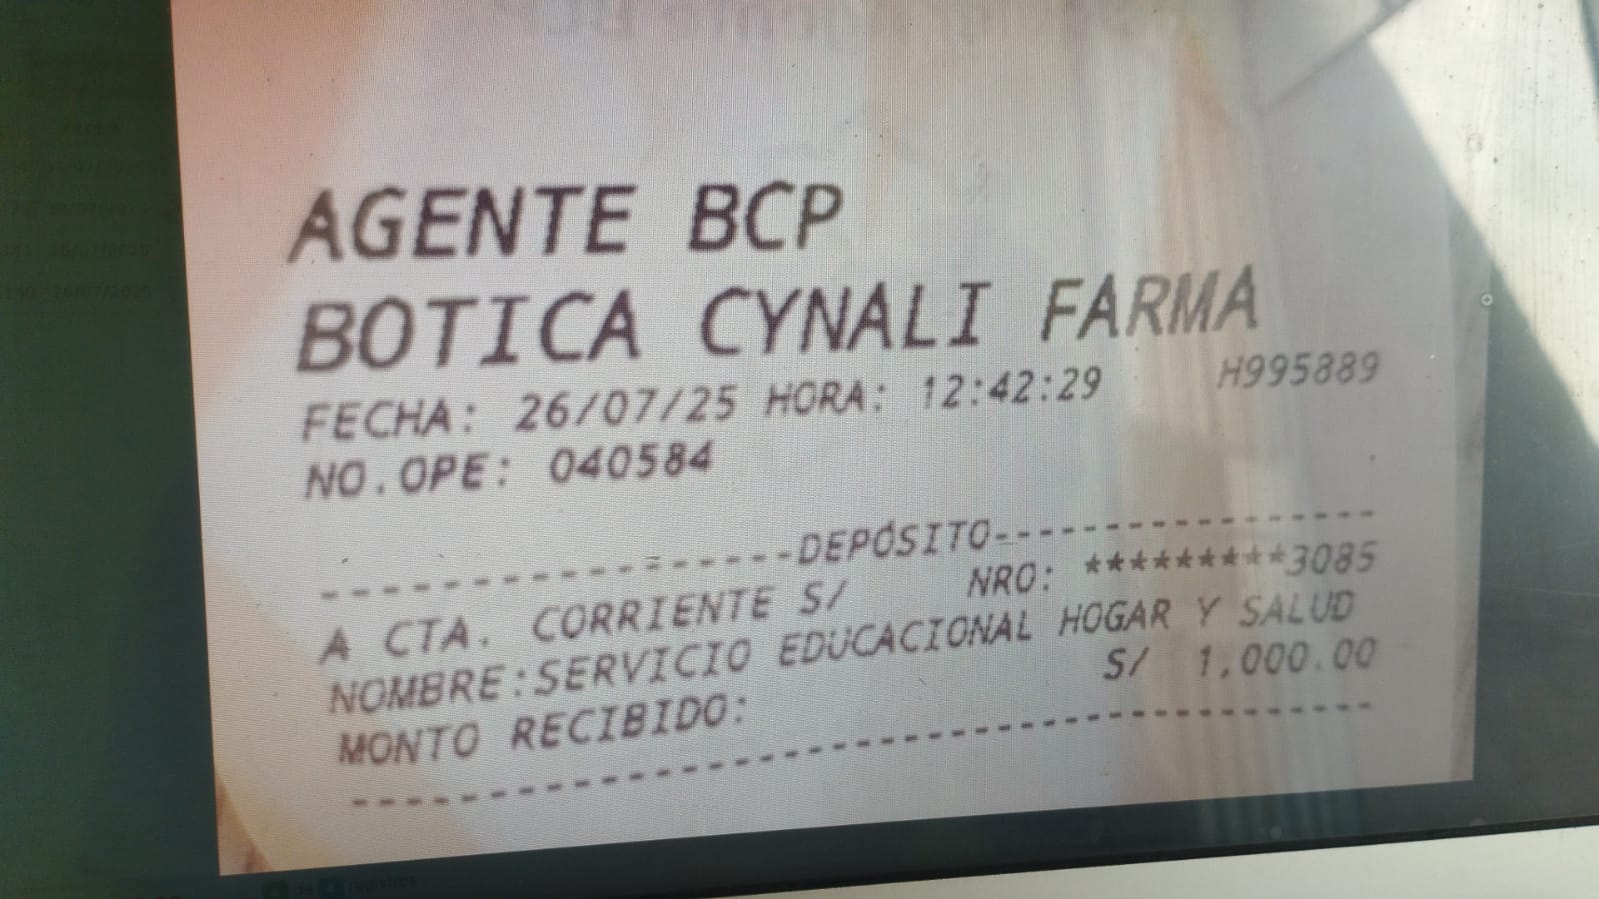 AGENTE BCP
BOTICA CYNALI FARMA
FECHA: 26/07/25 HORA: 12:42:29 H995889
NO.OPE: 040584
----------------DEPÓSITO----------------
A CTA. CORRIENTE S/ NRO: *********3085
NOMBRE:SERVICIO EDUCACIONAL HOGAR Y SALUD
MONTO RECIBIDO: S/ 1,000.00
----------------------------------------